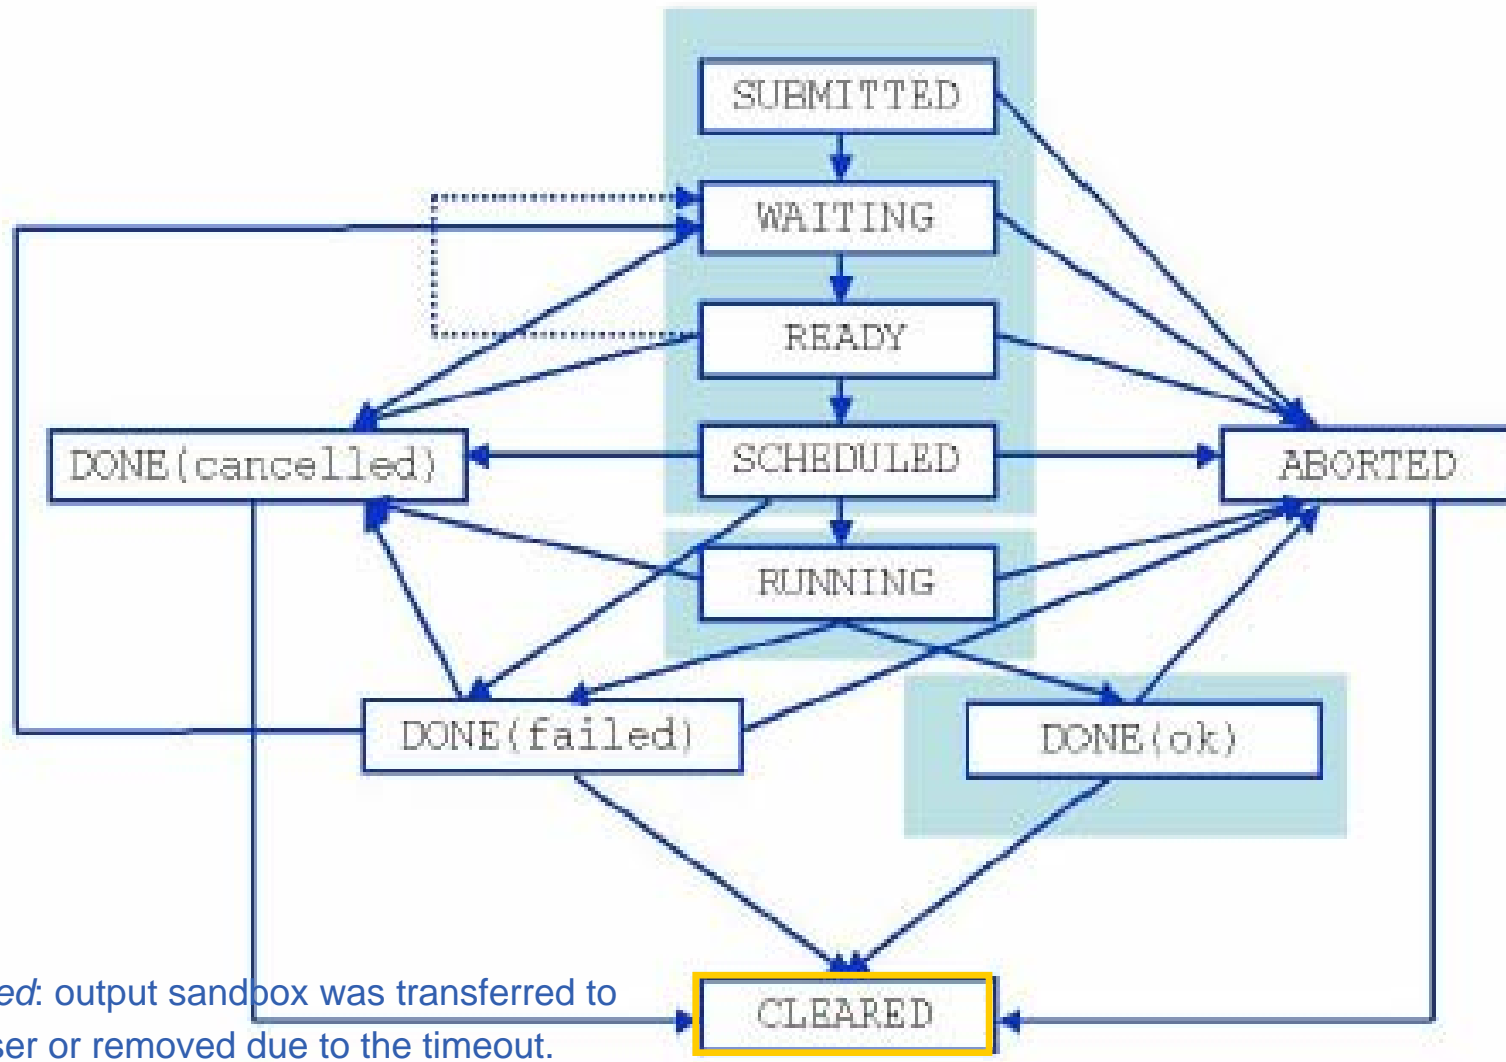 SUBMITTED
WAITING
READY
SCHEDULED
DONE(cancelled)
ABORTED
RUNNING
DONE(failed)
DONE(ok)
CLEARED
ed: output sandbox was transferred to
ser or removed due to the timeout.